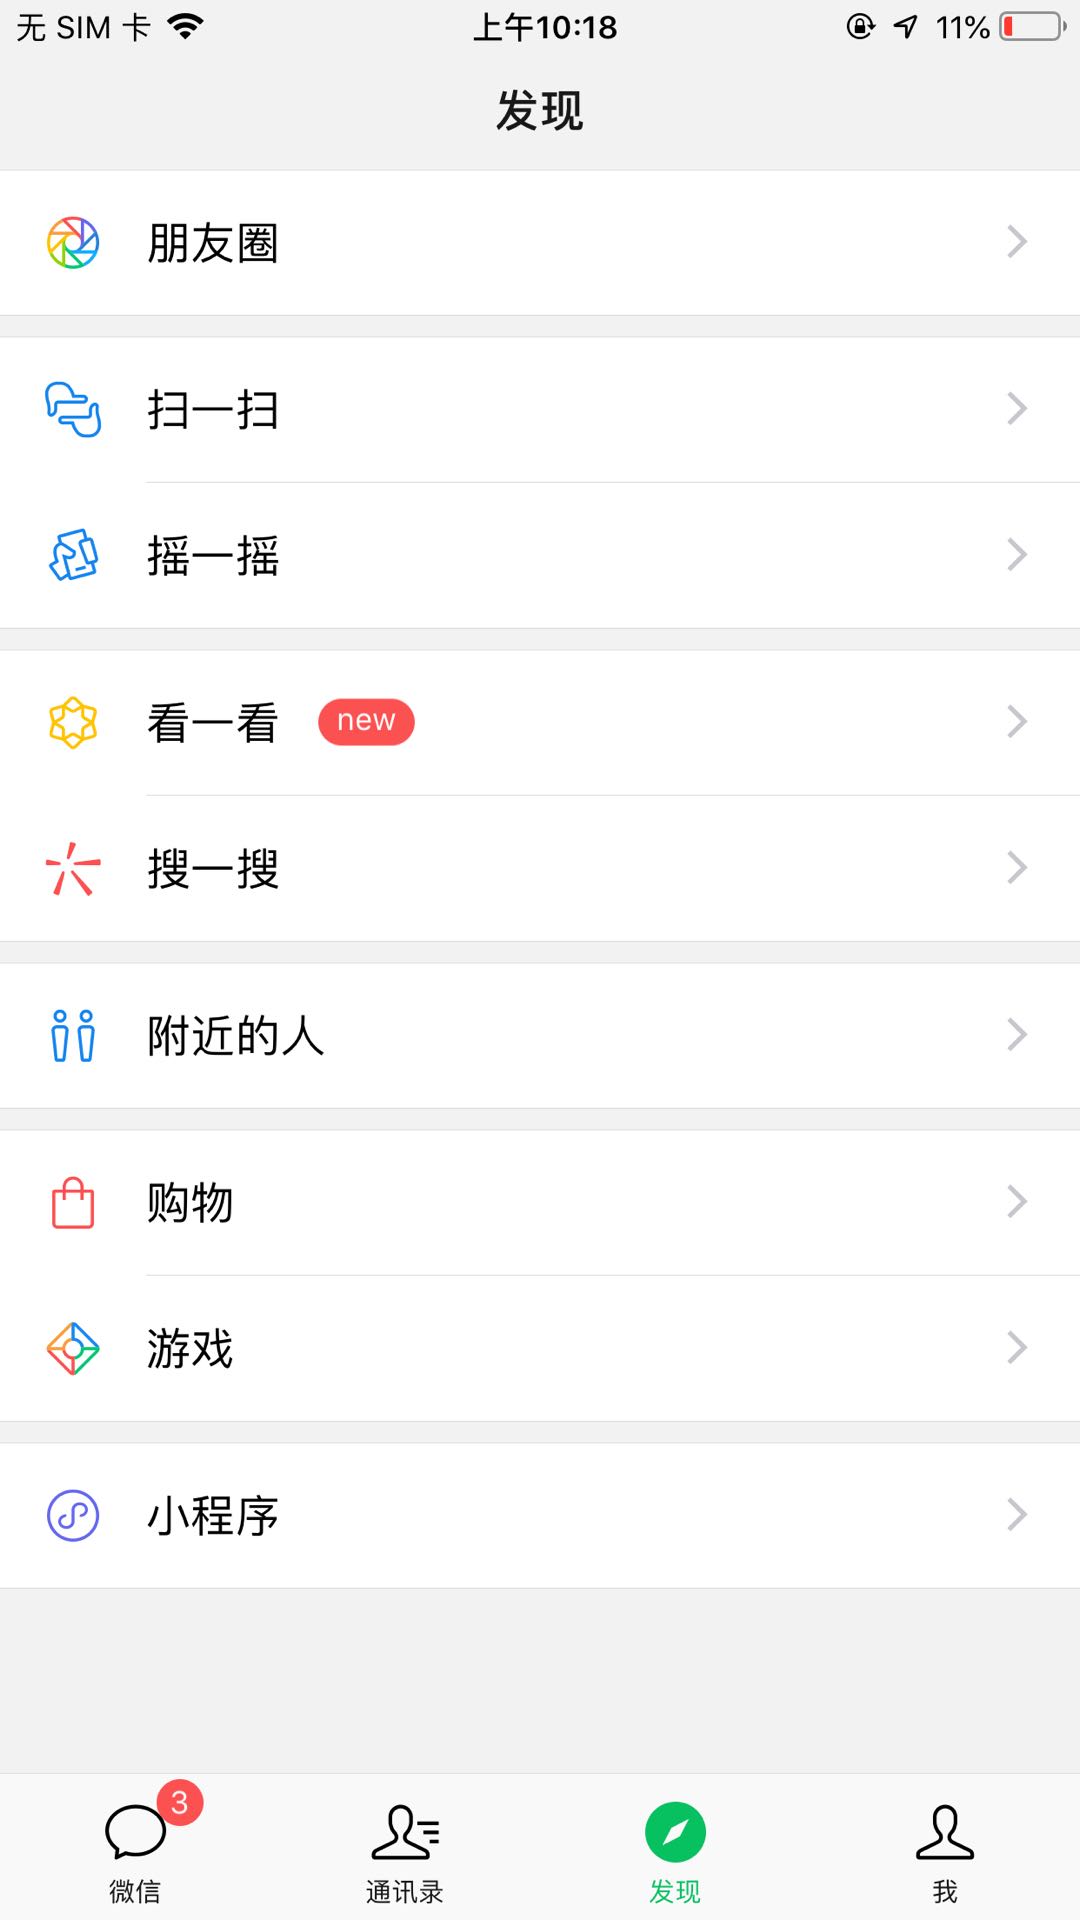 无 SIM 卡 上午10:18 11%
发现
朋友圈
扫一扫
摇一摇
看一看 new
搜一搜
附近的人
购物
游戏
小程序
3
微信 通讯录 发现 我